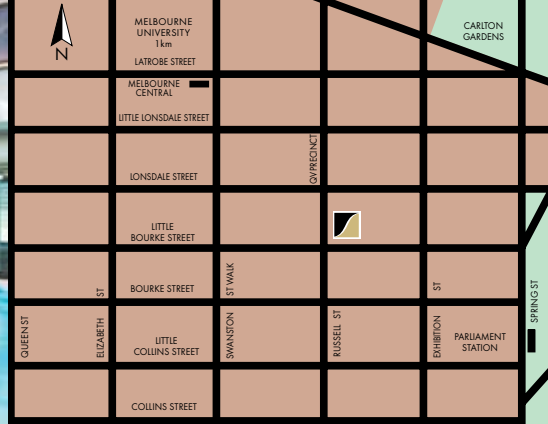 MELBOURNE
UNIVERSITY
1km
LATROBE STREET
CARLTON
GARDENS
N
MELBOURNE
CENTRAL
LITTLE LONSDALE STREET
QV PRECINCT
LONSDALE STREET
LITTLE
BOURKE STREET
BOURKE STREET
QUEEN ST
ELIZABETH ST
LITTLE
COLLINS STREET
SWANSTON ST WALK
RUSSELL ST
EXHIBITION ST
PARLIAMENT
STATION
SPRING ST
COLLINS STREET